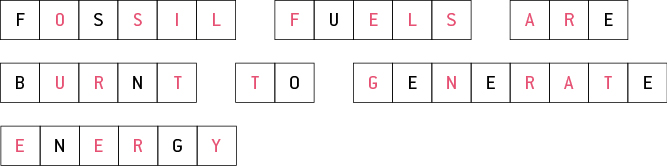 FOSSIL FUELS ARE
BURNT TO GENERATE
ENERGY